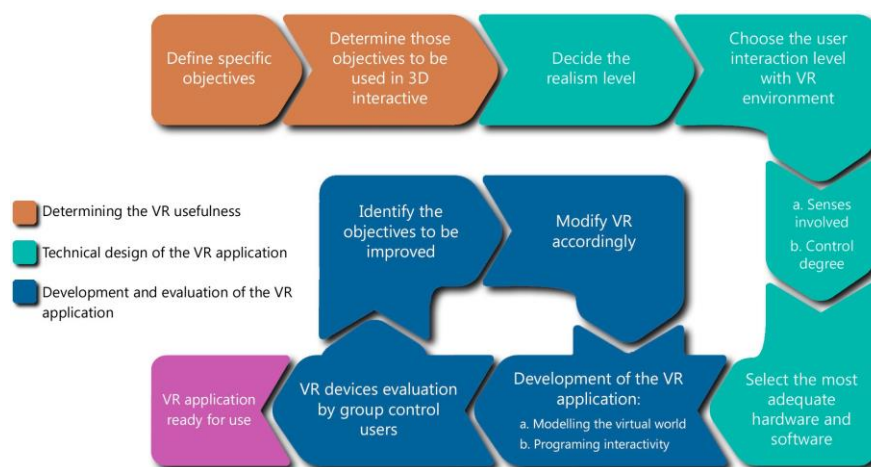 Define specific
objectives
Determine those
objectives to be
used in 3D
interactive
Decide the
realism level
Choose the user
interaction level
with VR
environment
a. Senses
involved
b. Control
degree
Select the most
adequate
hardware and
software
Development of the VR
application:
a. Modelling the virtual world
b. Programing interactivity
VR devices evaluation
by group control
users
Identify the
objectives to be
improved
Modify VR
accordingly
VR application
ready for use
Determining the VR usefulness
Technical design of the VR application
Development and evaluation of the VR
application